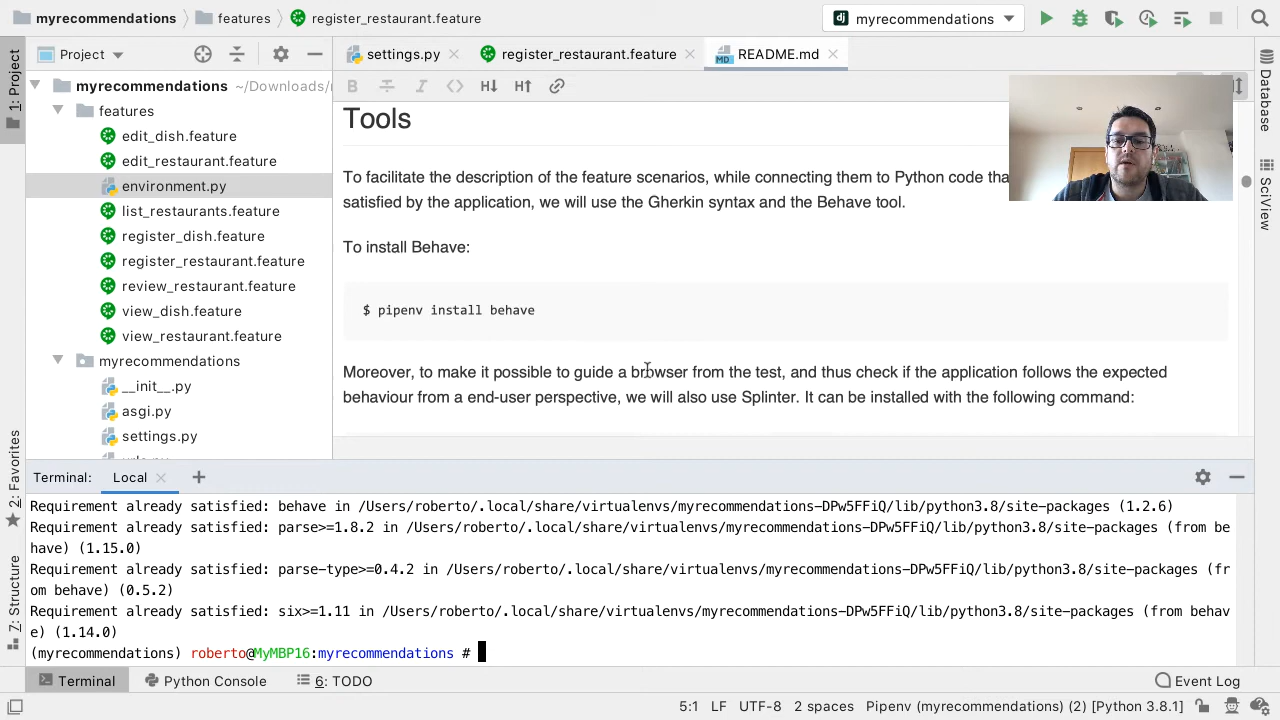 myrecommendations
features
register_restaurant.feature
myrecommendations
1: Project
Project
settings.py
register_restaurant.feature
README.md
myrecommendations ~/Downloads/
features
edit_dish.feature
edit_restaurant.feature
environment.py
list_restaurants.feature
register_dish.feature
register_restaurant.feature
review_restaurant.feature
view_dish.feature
view_restaurant.feature
myrecommendations
__init__.py
asgi.py
settings.py
Tools
To facilitate the description of the feature scenarios, while connecting them to Python code
satisfied by the application, we will use the Gherkin syntax and the Behave tool.
To install Behave:
$ pipenv install behave
Moreover, to make it possible to guide a browser from the test, and thus check if the application follows the expected
behaviour from a end-user perspective, we will also use Splinter. It can be installed with the following command:
Database
SciView
2: Favorites
Z: Structure
Terminal: Local
Requirement already satisfied: behave in /Users/roberto/.local/share/virtualenvs/myrecommendations-DPw5FFiQ/lib/python3.8/site-packages (1.2.6)
Requirement already satisfied: parse>=1.8.2 in /Users/roberto/.local/share/virtualenvs/myrecommendations-DPw5FFiQ/lib/python3.8/site-packages (from be
have) (1.15.0)
Requirement already satisfied: parse-type>=0.4.2 in /Users/roberto/.local/share/virtualenvs/myrecommendations-DPw5FFiQ/lib/python3.8/site-packages (fr
om behave) (0.5.2)
Requirement already satisfied: six>=1.11 in /Users/roberto/.local/share/virtualenvs/myrecommendations-DPw5FFiQ/lib/python3.8/site-packages (from behav
e) (1.14.0)
(myrecommendations) roberto@MyMBP16:myrecommendations #
Terminal
Python Console
6: TODO
Event Log
5:1 LF UTF-8 2 spaces Pipenv (myrecommendations) (2) [Python 3.8.1]